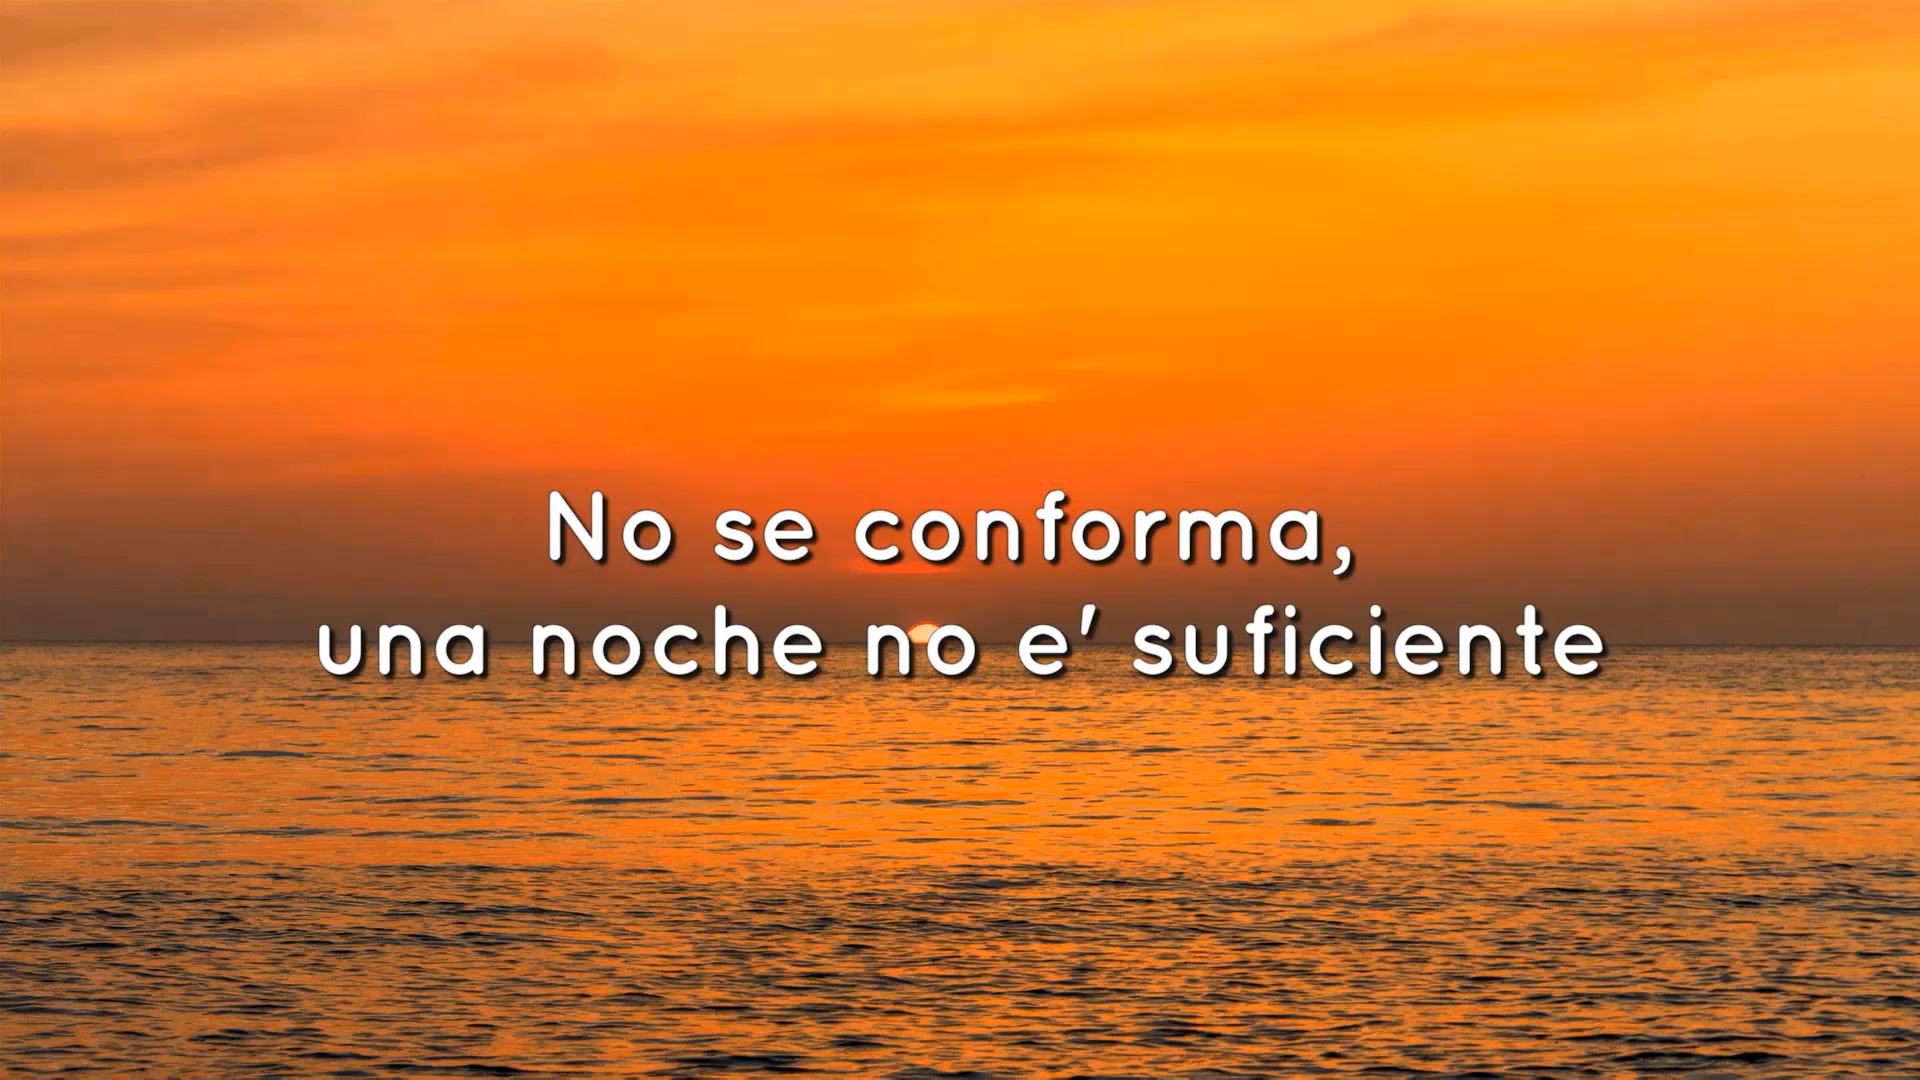 No se conforma,
una noche no e' suficiente